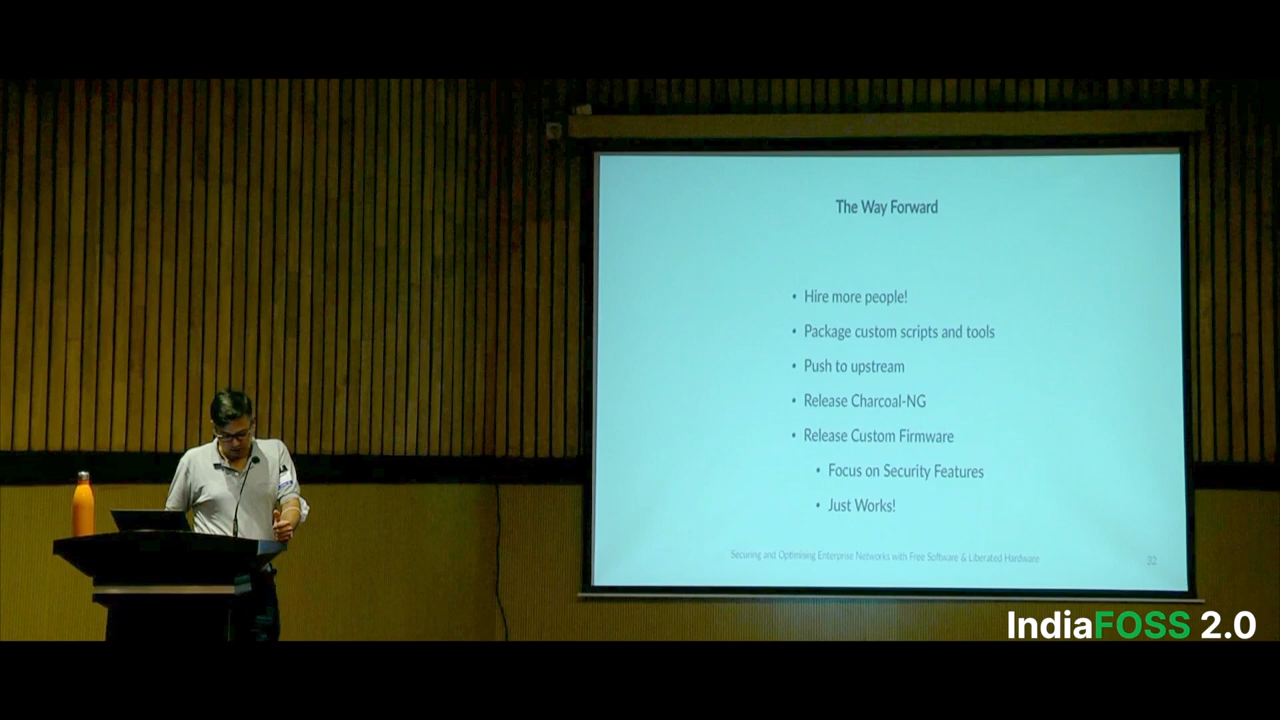 The Way Forward
• Hire more people!
• Package custom scripts and tools
• Push to upstream
• Release Charcoal-NG
• Release Custom Firmware
• Focus on Security Features
• Just Works!
Securing and Optimising Enterprise Networks with Free Software & Liberated Hardware
32
IndiaFOSS 2.0